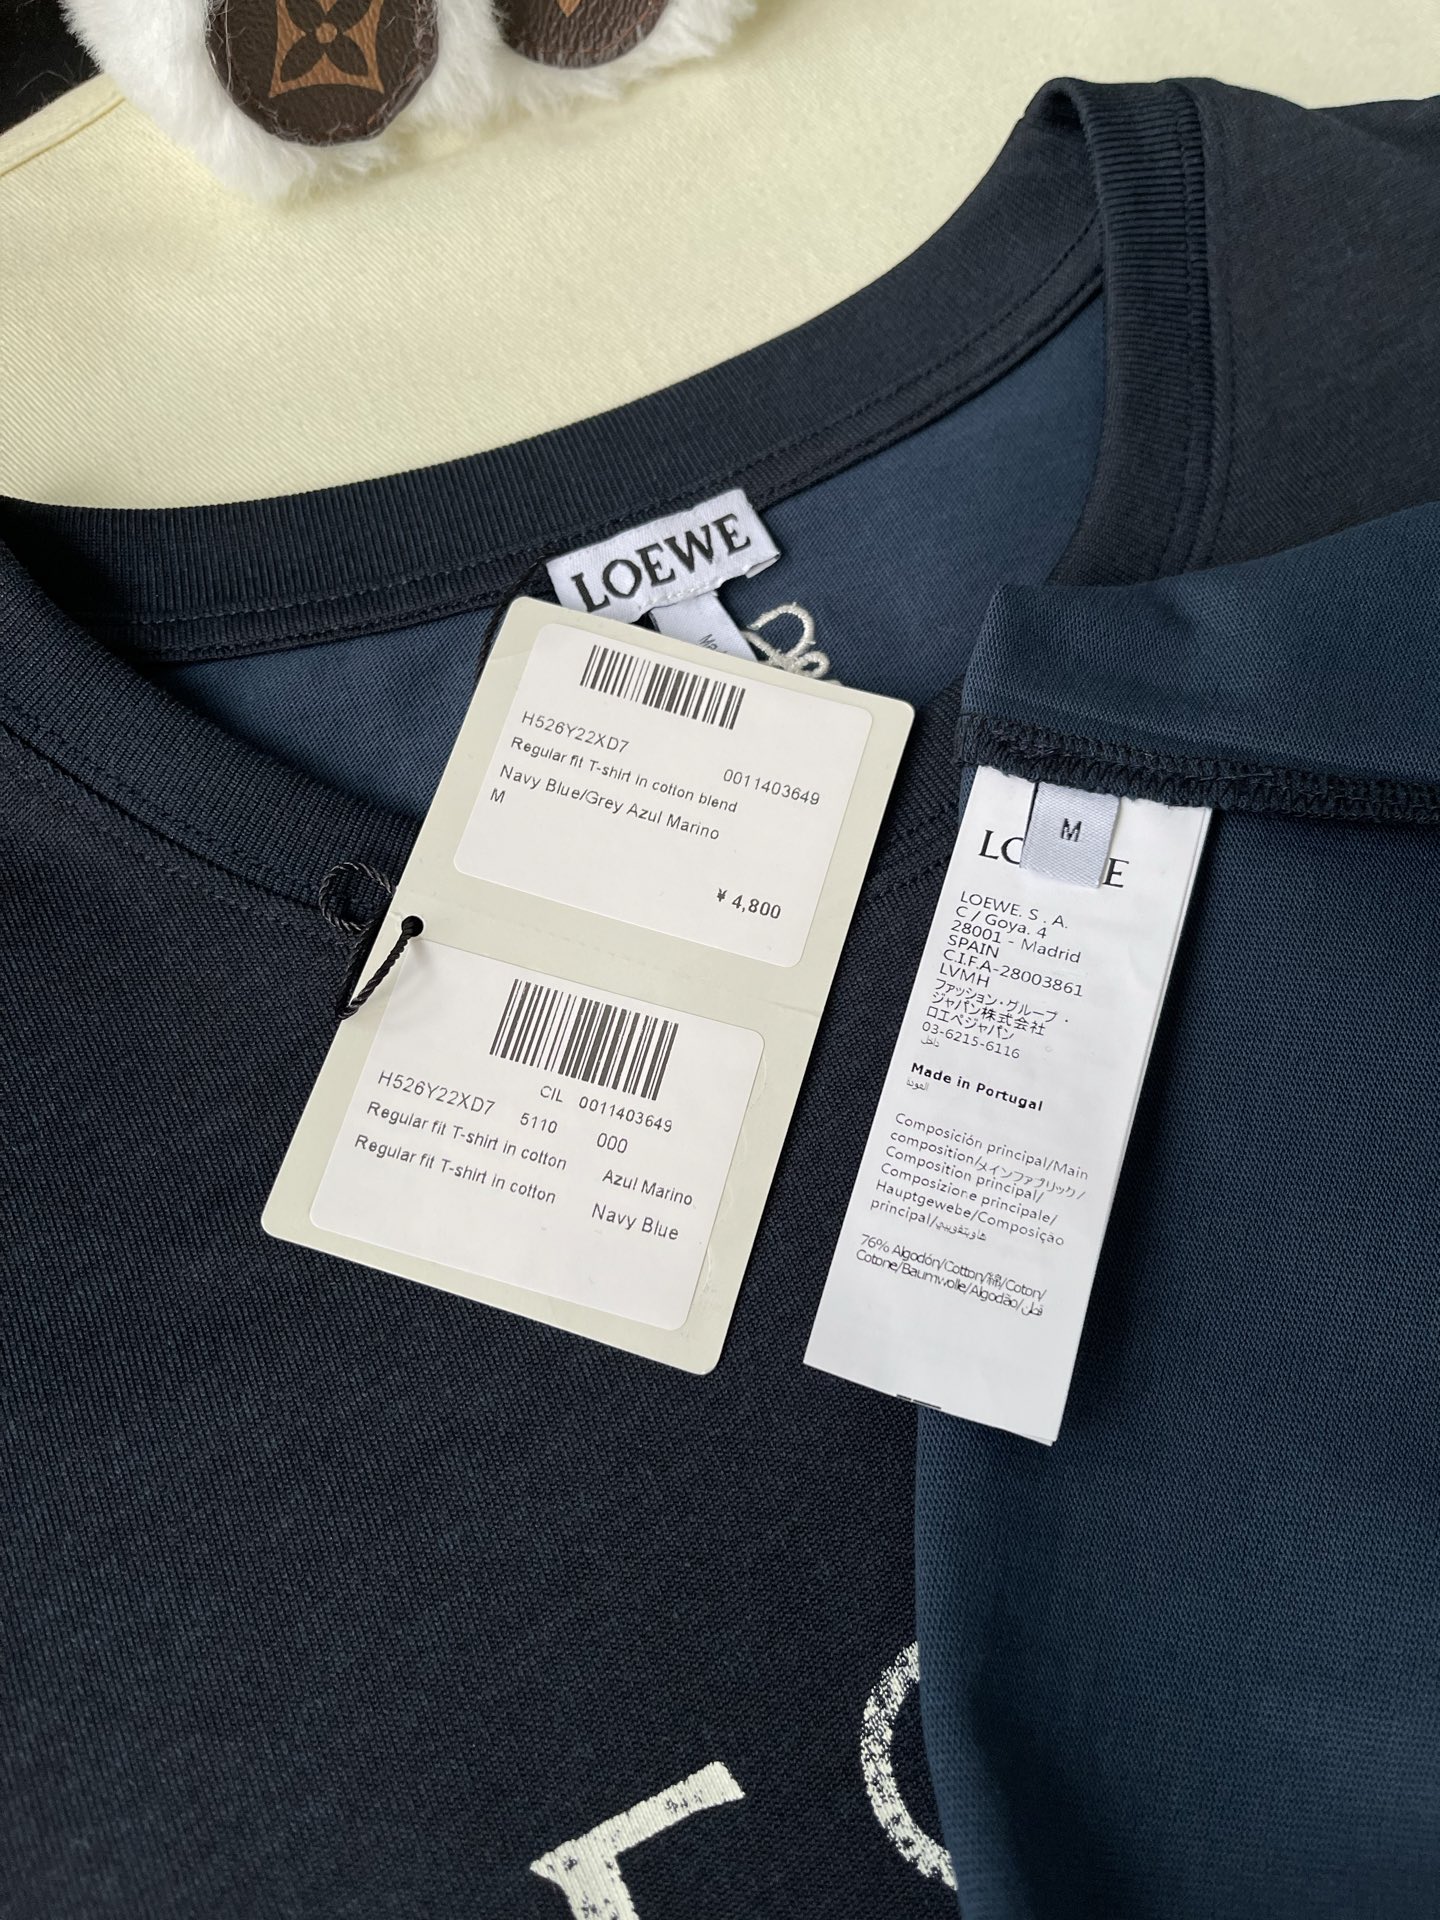 LOEWE
H526Y22XD7
0011403649
Regular fit T-shirt in cotton blend
Navy Blue/Grey Azul Marino
M
¥ 4,800
CIL 0011403649
H526Y22XD7 5110 000
Regular fit T-shirt in cotton Azul Marino
Regular fit T-shirt in cotton Navy Blue
M
LOEWE. S . A.
C / Goya. 4
28001 - Madrid
SPAIN
C.I.F.A-28003861
LVMH
ファッション・グループ・
ジャパン株式会社
ロエベジャパン
03-6215-6116
Made in Portugal
Composición principal/Main
composition/メインファブリック/
Composition principal/
Composizione principale/
Hauptgewebe/Composição
principal/
76% Algodón/Cotton/綿/Coton/
Cotone/Baumwolle/Algodão/